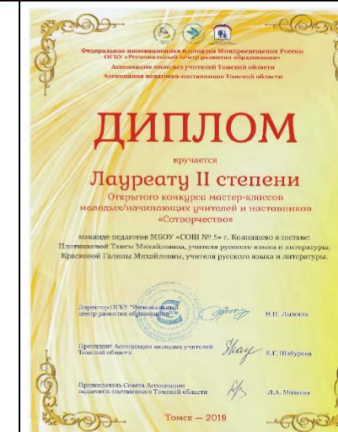 Федеральная инновационная площадка Минпросвещения России
ОГБУ «Региональный центр развития образования»
Ассоциация молодых учителей Томской области
Ассоциация педагогов-наставников Томской области
ДИПЛОМ
вручается
Лауреату II степени
Открытого конкурса мастер-классов
молодых/начинающих учителей и наставников
«Сотворчество»
команде педагогов МБОУ «СОШ № 5» г. Колпашево в составе:
Плотниковой Таисы Михайловны, учителя русского языка и литературы;
Красновой Галины Михайловны, учителя русского языка и литературы.
Директор ОГБУ "Региональный
центр развития образования"
Н.П. Лыжина
Президент Ассоциации молодых учителей
Томской области
Е.Г. Шабурова
Председатель Совета Ассоциации
педагогов-наставников Томской области
Л.А.
Томск — 2019